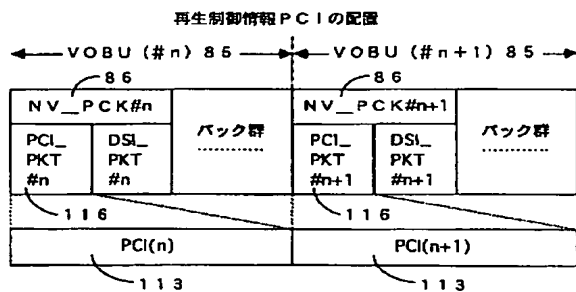 再生制御情報PCIの配置
VOBU(#n)85
VOBU(#n+1)85
86
86
NV_PCK#n
NV_PCK#n+1
PCI_
PKT
#n
DSI_
PKT
#n
パック群
PCI_
PKT
#n+1
DSI_
PKT
#n+1
パック群
116
116
PCI(n)
PCI(n+1)
113
113